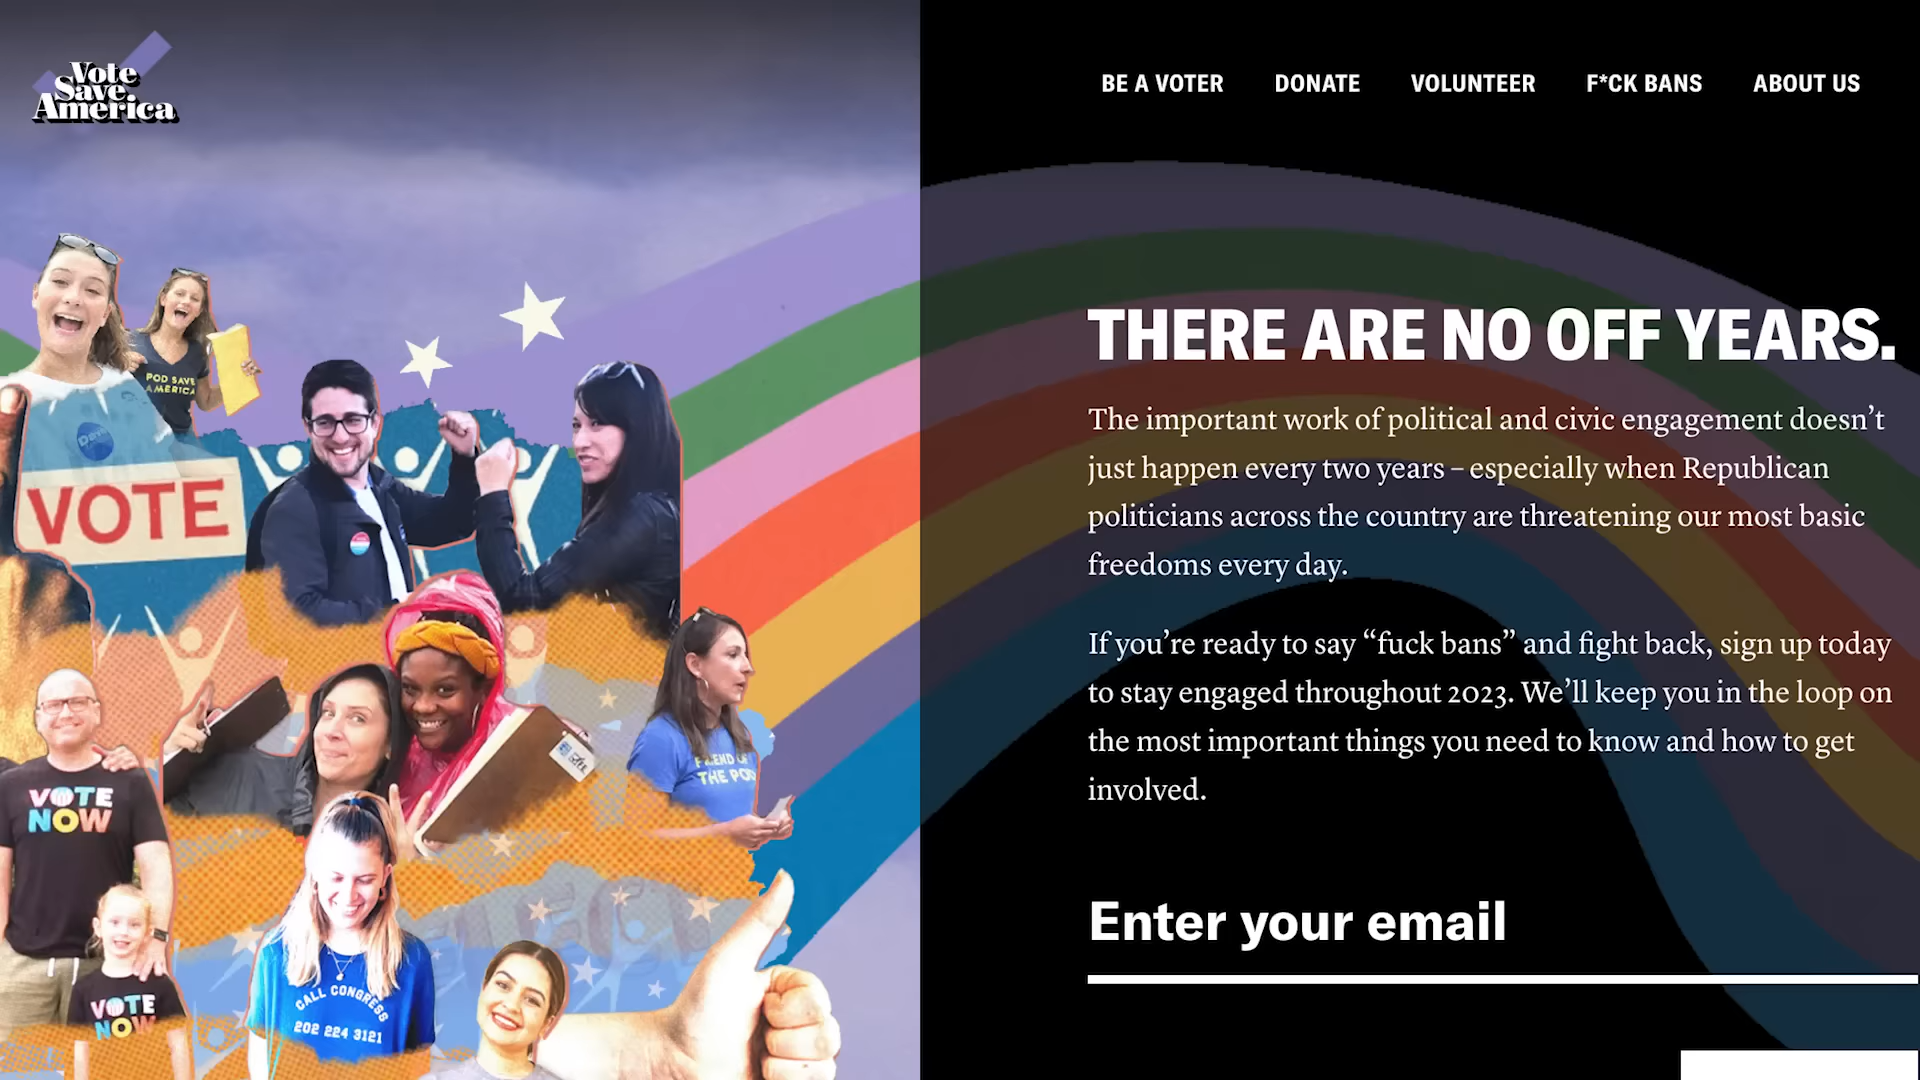 Vote
Save
America
BE A VOTER DONATE VOLUNTEER F*CK BANS ABOUT US
POD SAVE
AMERICA
VOTE
FRIEND OF
THE POD
VOTE
NOW
VOTE
NOW
CALL CONGRESS
202 224 3121
THERE ARE NO OFF YEARS.
The important work of political and civic engagement doesn’t
just happen every two years – especially when Republican
politicians across the country are threatening our most basic
freedoms every day.
If you’re ready to say “fuck bans” and fight back, sign up today
to stay engaged throughout 2023. We’ll keep you in the loop on
the most important things you need to know and how to get
involved.
Enter your email